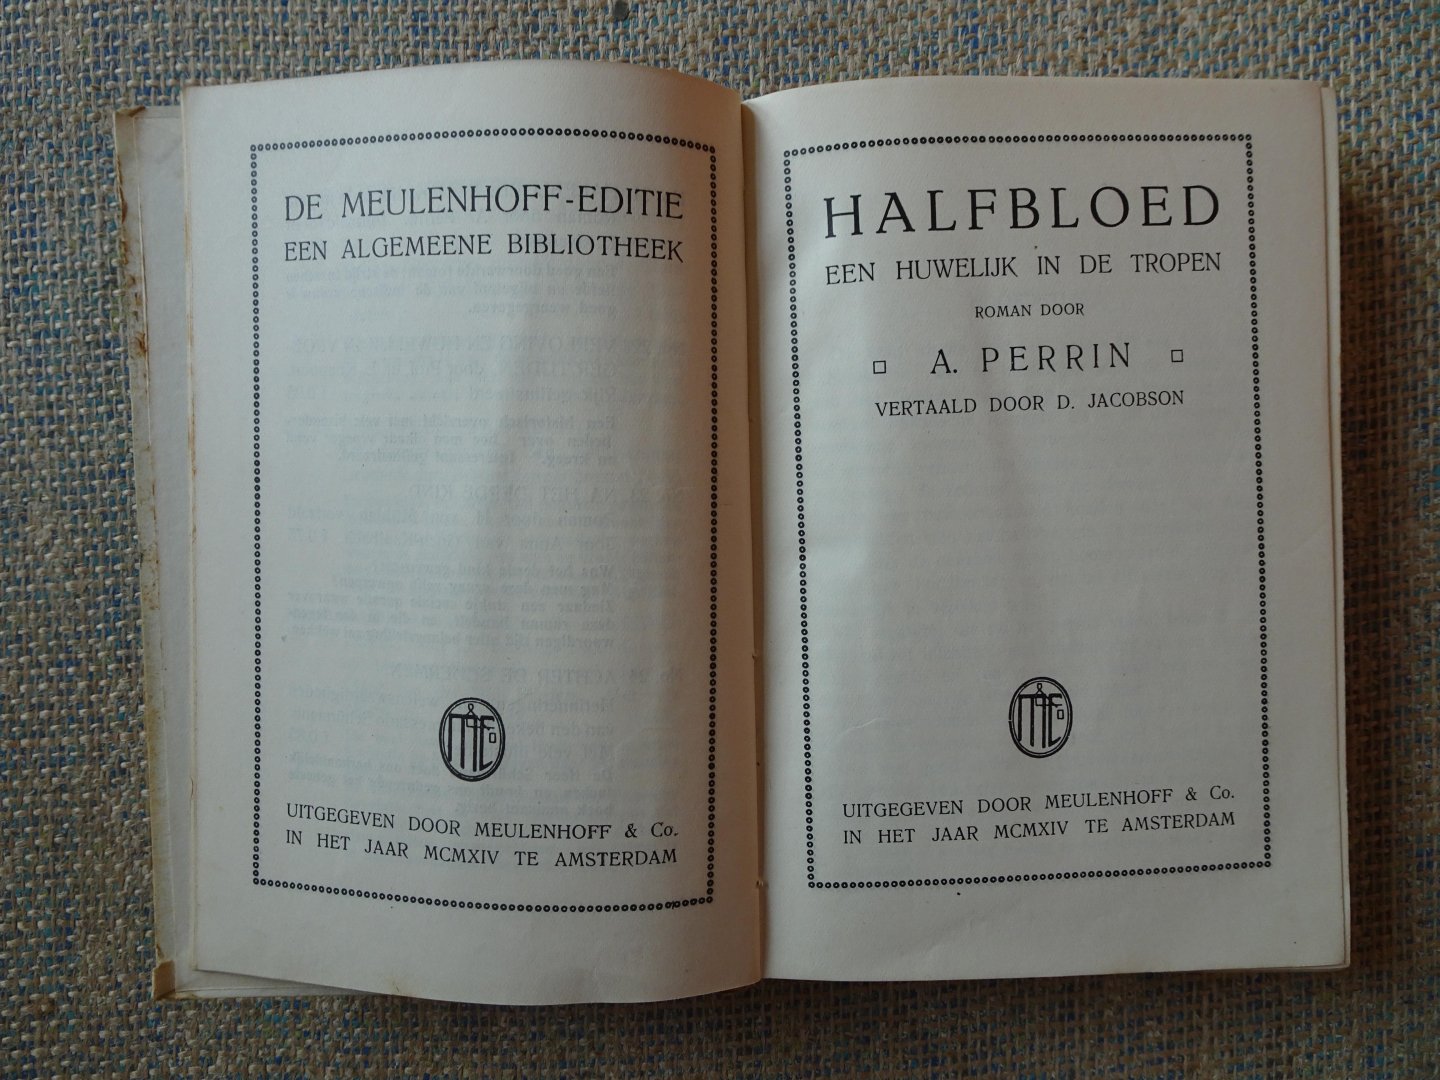 DE MEULENHOFF-EDITIE
EEN ALGEMEENE BIBLIOTHEEK
UITGEGEVEN DOOR MEULENHOFF & Co.
IN HET JAAR MCMXIV TE AMSTERDAM
HALFBLOED
EEN HUWELIJK IN DE TROPEN
ROMAN DOOR
A. PERRIN
VERTAALD DOOR D. JACOBSON
UITGEGEVEN DOOR MEULENHOFF & Co.
IN HET JAAR MCMXIV TE AMSTERDAM